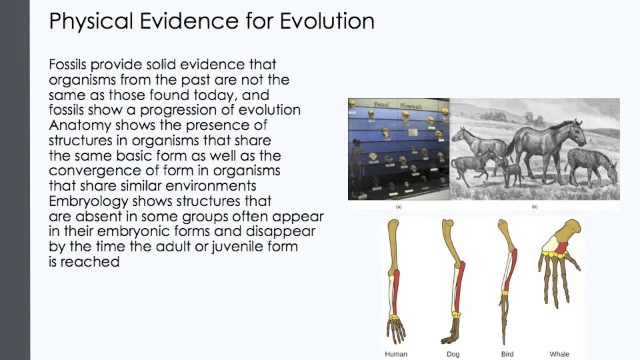 Physical Evidence for Evolution
Fossils provide solid evidence that
organisms from the past are not the
same as those found today, and
fossils show a progression of evolution
Anatomy shows the presence of
structures in organisms that share
the same basic form as well as the
convergence of form in organisms
that share similar environments
Embryology shows structures that
are absent in some groups often appear
in their embryonic forms and disappear
by the time the adult or juvenile form
is reached
Fossil Hominids
(a) (b)
Human Dog Bird Whale